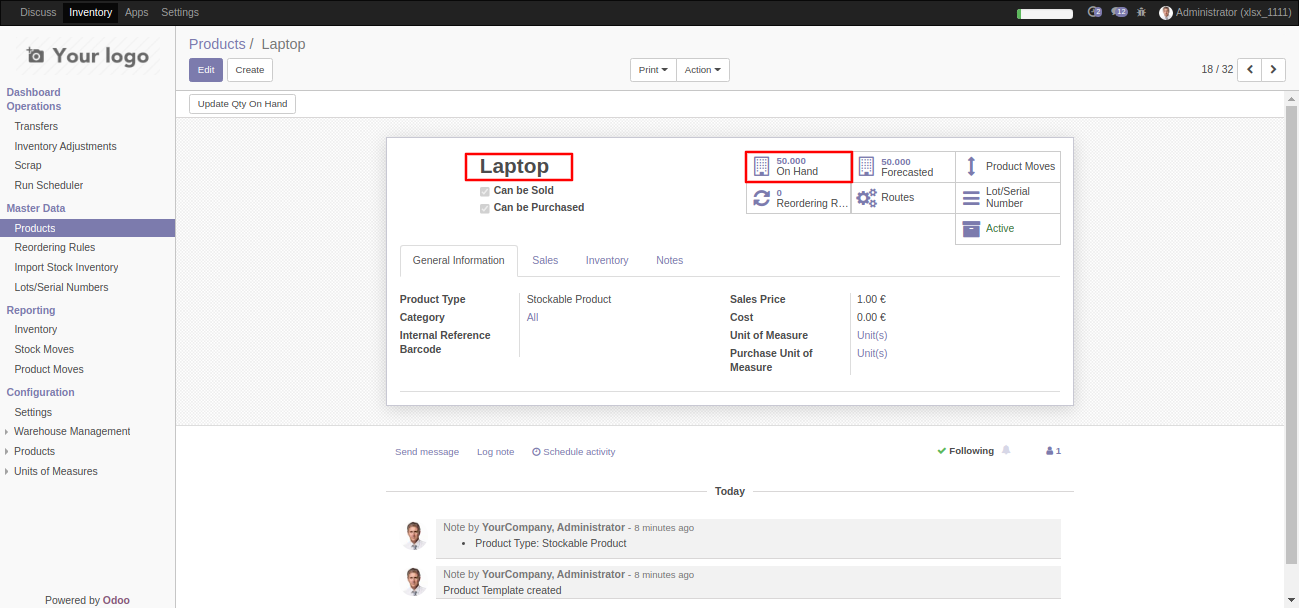 Discuss Inventory Apps Settings 2 12 Administrator (xlsx_1111)
Your logo
Products / Laptop
Edit Create Print Action 18 / 32
Update Qty On Hand
Dashboard
Operations
Transfers
Inventory Adjustments
Scrap
Run Scheduler
Master Data
Products
Reordering Rules
Import Stock Inventory
Lots/Serial Numbers
Reporting
Inventory
Stock Moves
Product Moves
Configuration
Settings
Warehouse Management
Products
Units of Measures
Powered by Odoo
Laptop
Can be Sold
Can be Purchased
50.000
On Hand
50.000
Forecasted
Product Moves
0
Reordering R...
Routes
Lot/Serial
Number
Active
General Information Sales Inventory Notes
Product Type Stockable Product
Category All
Internal Reference
Barcode
Sales Price 1.00 €
Cost 0.00 €
Unit of Measure Unit(s)
Purchase Unit of Unit(s)
Measure
Send message Log note Schedule activity Following 1
Today
Note by YourCompany, Administrator - 8 minutes ago
• Product Type: Stockable Product
Note by YourCompany, Administrator - 8 minutes ago
Product Template created